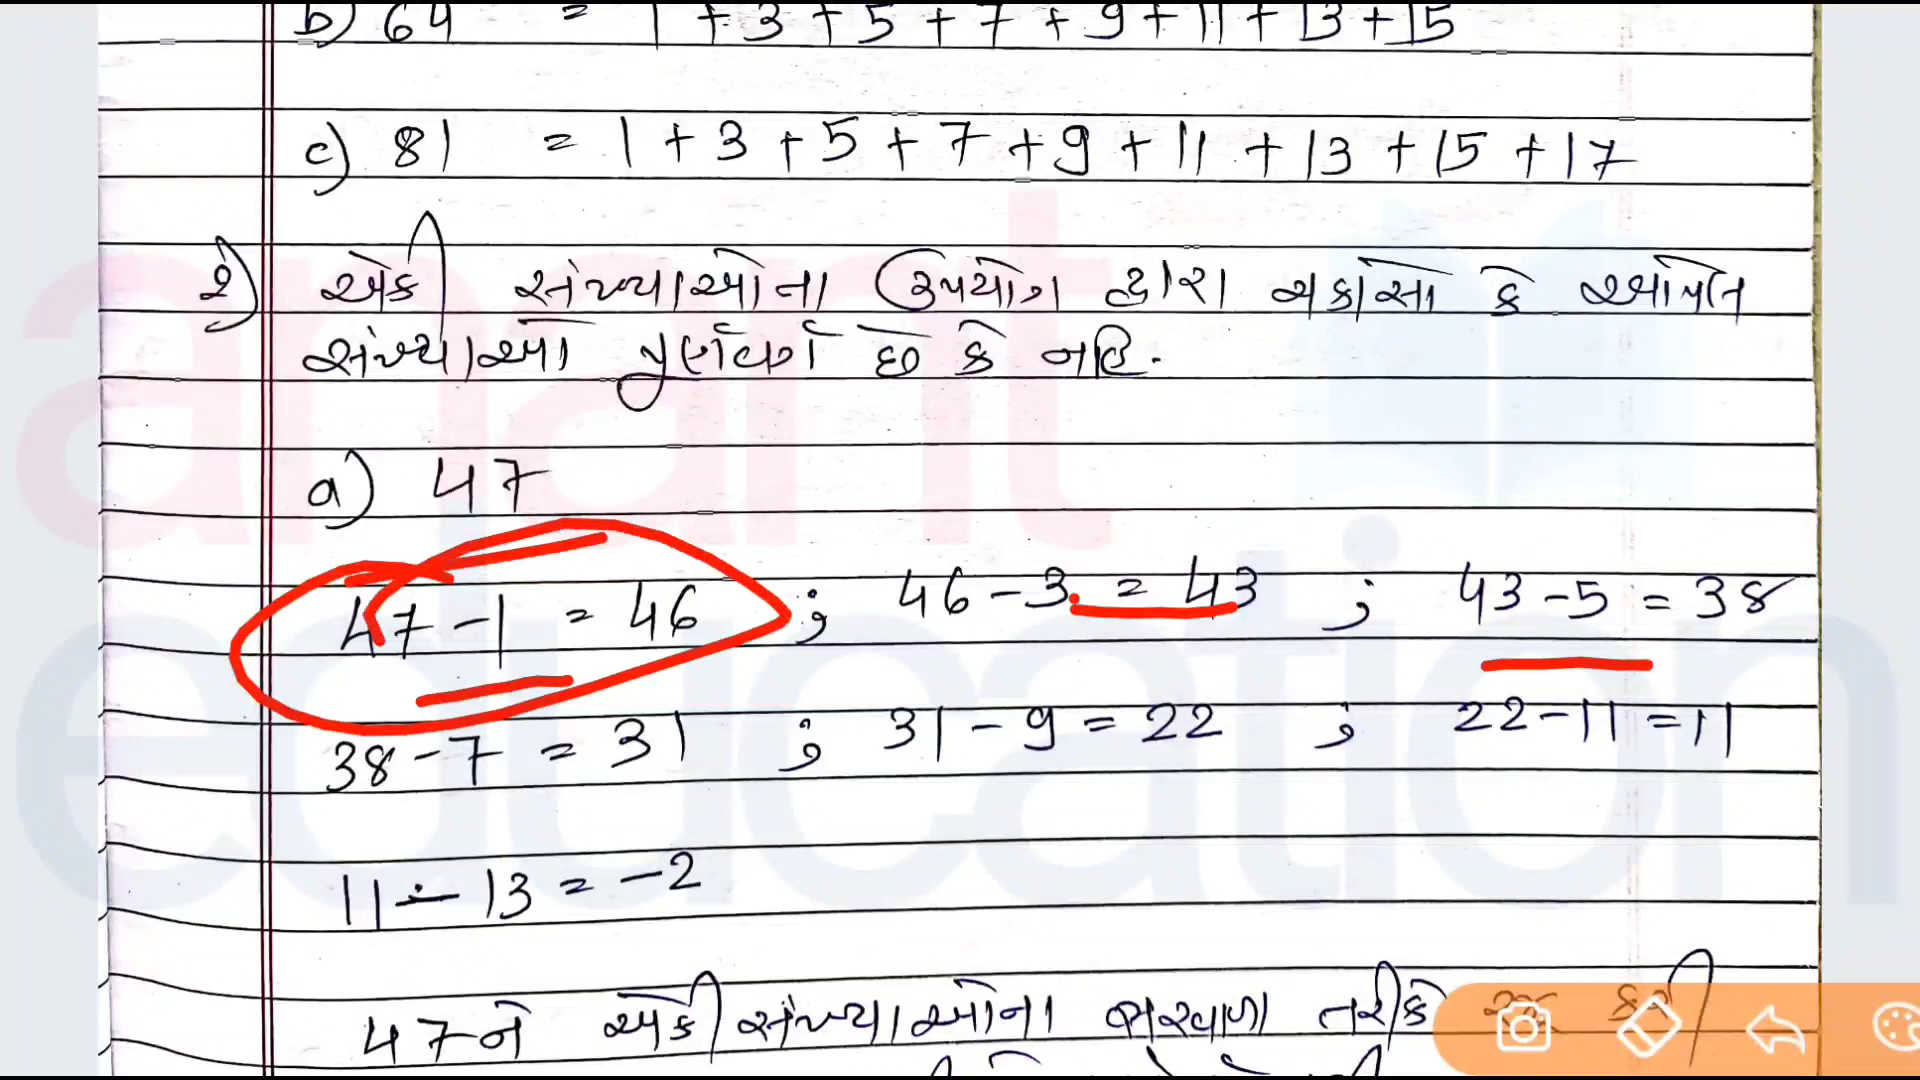 b) 64 = 1 + 3 + 5 + 7 + 9 + 11 + 13 + 15
c) 81 = 1 + 3 + 5 + 7 + 9 + 11 + 13 + 15 + 17
2) એકી સંખ્યાઓના ઉપયોગ દ્વારા ચકાસો કે આપેલ
સંખ્યાઓ પૂર્ણવર્ગ છે કે નહિ.
a) 47
47 - 1 = 46 ; 46 - 3 = 43 ; 43 - 5 = 38
38 - 7 = 31 ; 31 - 9 = 22 ; 22 - 11 = 11
11 - 13 = -2
47ને એકી સંખ્યાઓના સરવાળા તરીકે
anant
education